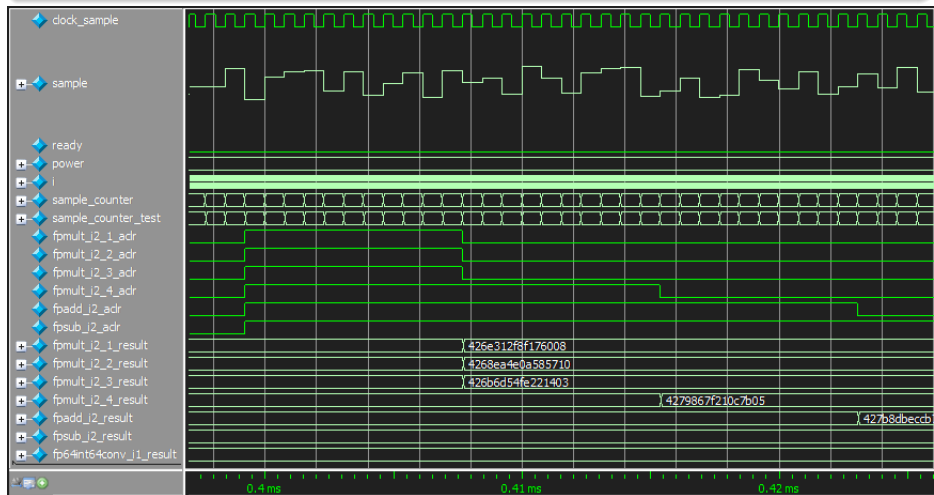 clock_sample
sample
ready
power
i
sample_counter
sample_counter_test
fpmult_i2_1_aclr
fpmult_i2_2_aclr
fpmult_i2_3_aclr
fpmult_i2_4_aclr
fpadd_i2_aclr
fpsub_i2_aclr
fpmult_i2_1_result 426e312f8f176008
fpmult_i2_2_result 4268ea4e0a585710
fpmult_i2_3_result 426b6d54fe221403
fpmult_i2_4_result 4279867f210c7b05
fpadd_i2_result 427b8dbeccb
fpsub_i2_result
fp64int64conv_i1_result
0.4 ms 0.41 ms 0.42 ms